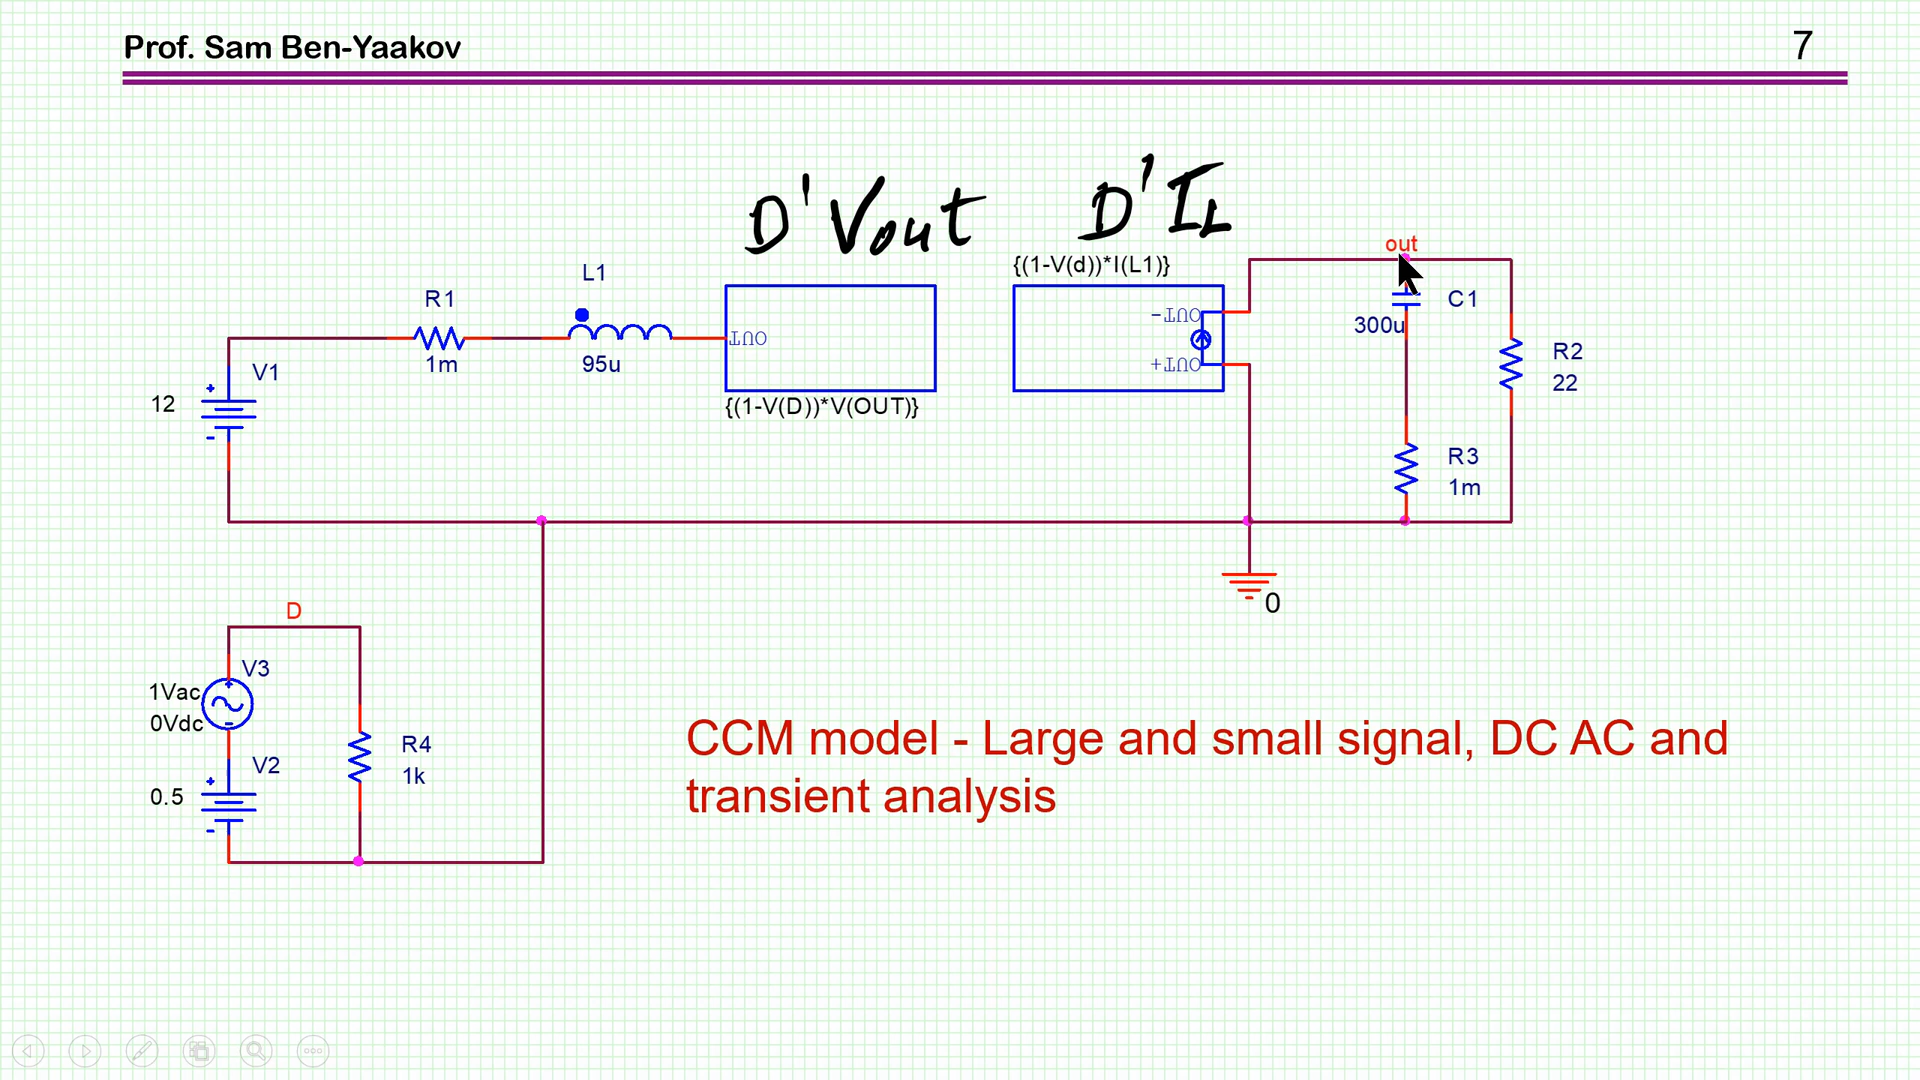 Prof. Sam Ben-Yaakov
7
D'Vout D'IL
out
{(1-V(d))*I(L1)}
L1
R1
C1
OUT-
300u
OUT
1m
95u
V1
OUT+
R2
22
12
{(1-V(D))*V(OUT)}
R3
1m
0
D
V3
1Vac
0Vdc
R4
1k
V2
0.5
CCM model - Large and small signal, DC AC and
transient analysis